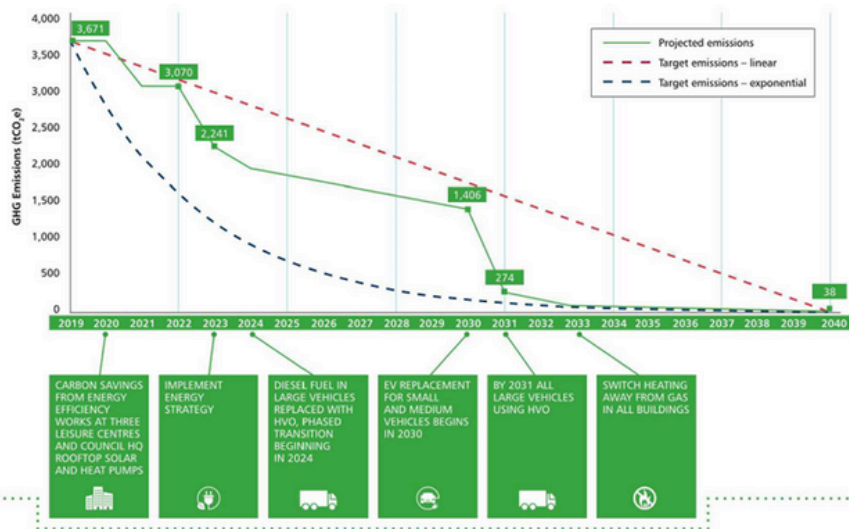 4,000
3,500
3,000
2,500
2,000
1,500
1,000
500
0
GHG Emissions (tCO₂e)
3,671
3,070
2,241
1,406
274
38
Projected emissions
Target emissions – linear
Target emissions – exponential
2019 2020 2021 2022 2023 2024 2025 2026 2027 2028 2029 2030 2031 2032 2033 2034 2035 2036 2037 2038 2039 2040
CARBON SAVINGS
FROM ENERGY
EFFICIENCY
WORKS AT THREE
LEISURE CENTRES
AND COUNCIL HQ
ROOFTOP SOLAR
AND HEAT PUMPS
IMPLEMENT
ENERGY
STRATEGY
DIESEL FUEL IN
LARGE VEHICLES
REPLACED WITH
HVO, PHASED
TRANSITION
BEGINNING
IN 2024
EV REPLACEMENT
FOR SMALL
AND MEDIUM
VEHICLES BEGINS
IN 2030
BY 2031 ALL
LARGE VEHICLES
USING HVO
SWITCH HEATING
AWAY FROM GAS
IN ALL BUILDINGS